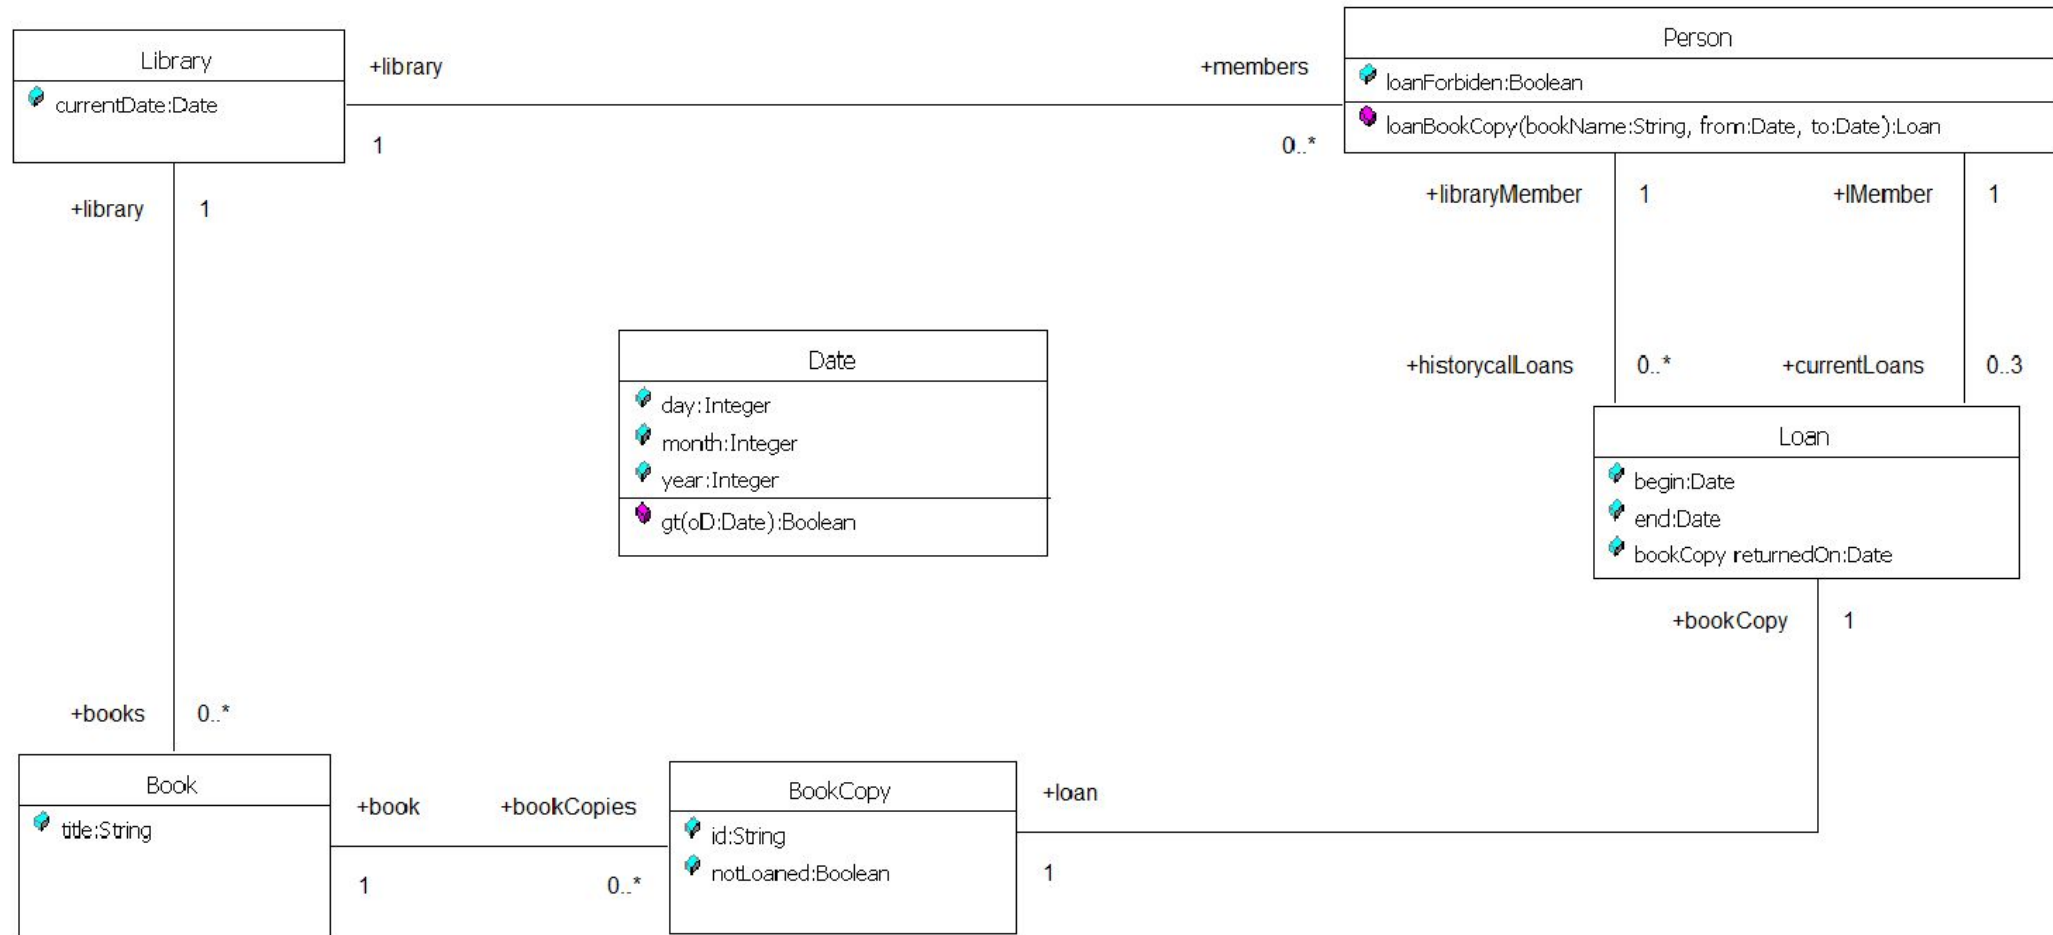 Library
currentDate:Date
+library
1
+members
0..*
Person
loanForbiden:Boolean
loanBookCopy(bookName:String, from:Date, to:Date):Loan
+library
1
+libraryMember
1
+lMember
1
Date
day:Integer
month:Integer
year:Integer
gt(oD:Date):Boolean
+historycalLoans
0..*
+currentLoans
0..3
Loan
begin:Date
end:Date
bookCopy returnedOn:Date
+bookCopy
1
+books
0..*
Book
title:String
+book
1
+bookCopies
0..*
BookCopy
id:String
notLoaned:Boolean
+loan
1